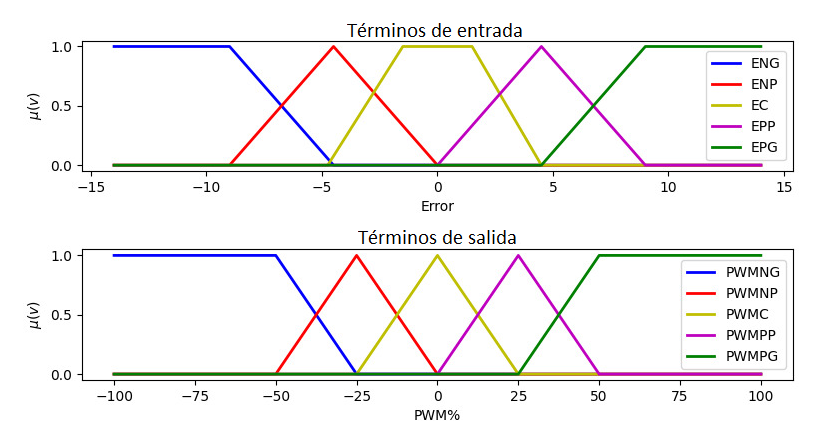 Términos de entrada
1.0
0.5
0.0
μ(v)
ENG
ENP
EC
EPP
EPG
−15 −10 −5 0 5 10 15
Error
Términos de salida
1.0
0.5
0.0
μ(v)
PWMNG
PWMNP
PWMC
PWMPP
PWMPG
−100 −75 −50 −25 0 25 50 75 100
PWM%